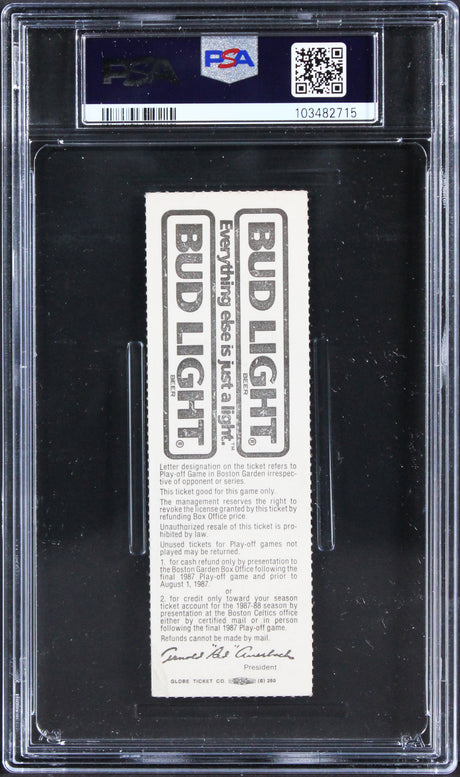 PSA
PSA
103482715
BUD LIGHT®
BEER
Everything else is just a light.™
BUD LIGHT®
BEER
Letter designation on the ticket refers to
Play-off Game in Boston Garden irrespec-
tive of opponent or series.
This ticket good for this game only.
The management reserves the right to
revoke the license granted by this ticket by
refunding Box Office price.
Unauthorized resale of this ticket is pro-
hibited by law.
Unused tickets for Play-off games not
played may be returned.
1. for cash refund only by presentation to
the Boston Garden Box Office following the
final 1987 Play-off game and prior to
August 1, 1987.
or
2. for credit only toward your season
ticket account for the 1987-88 season by
presentation at the Boston Celtics office
either by certified mail or in person
following the final 1987 Play-off game.
Refunds cannot be made by mail.
Arnold "Red" Auerbach
President
GLOBE TICKET CO. (B) 280